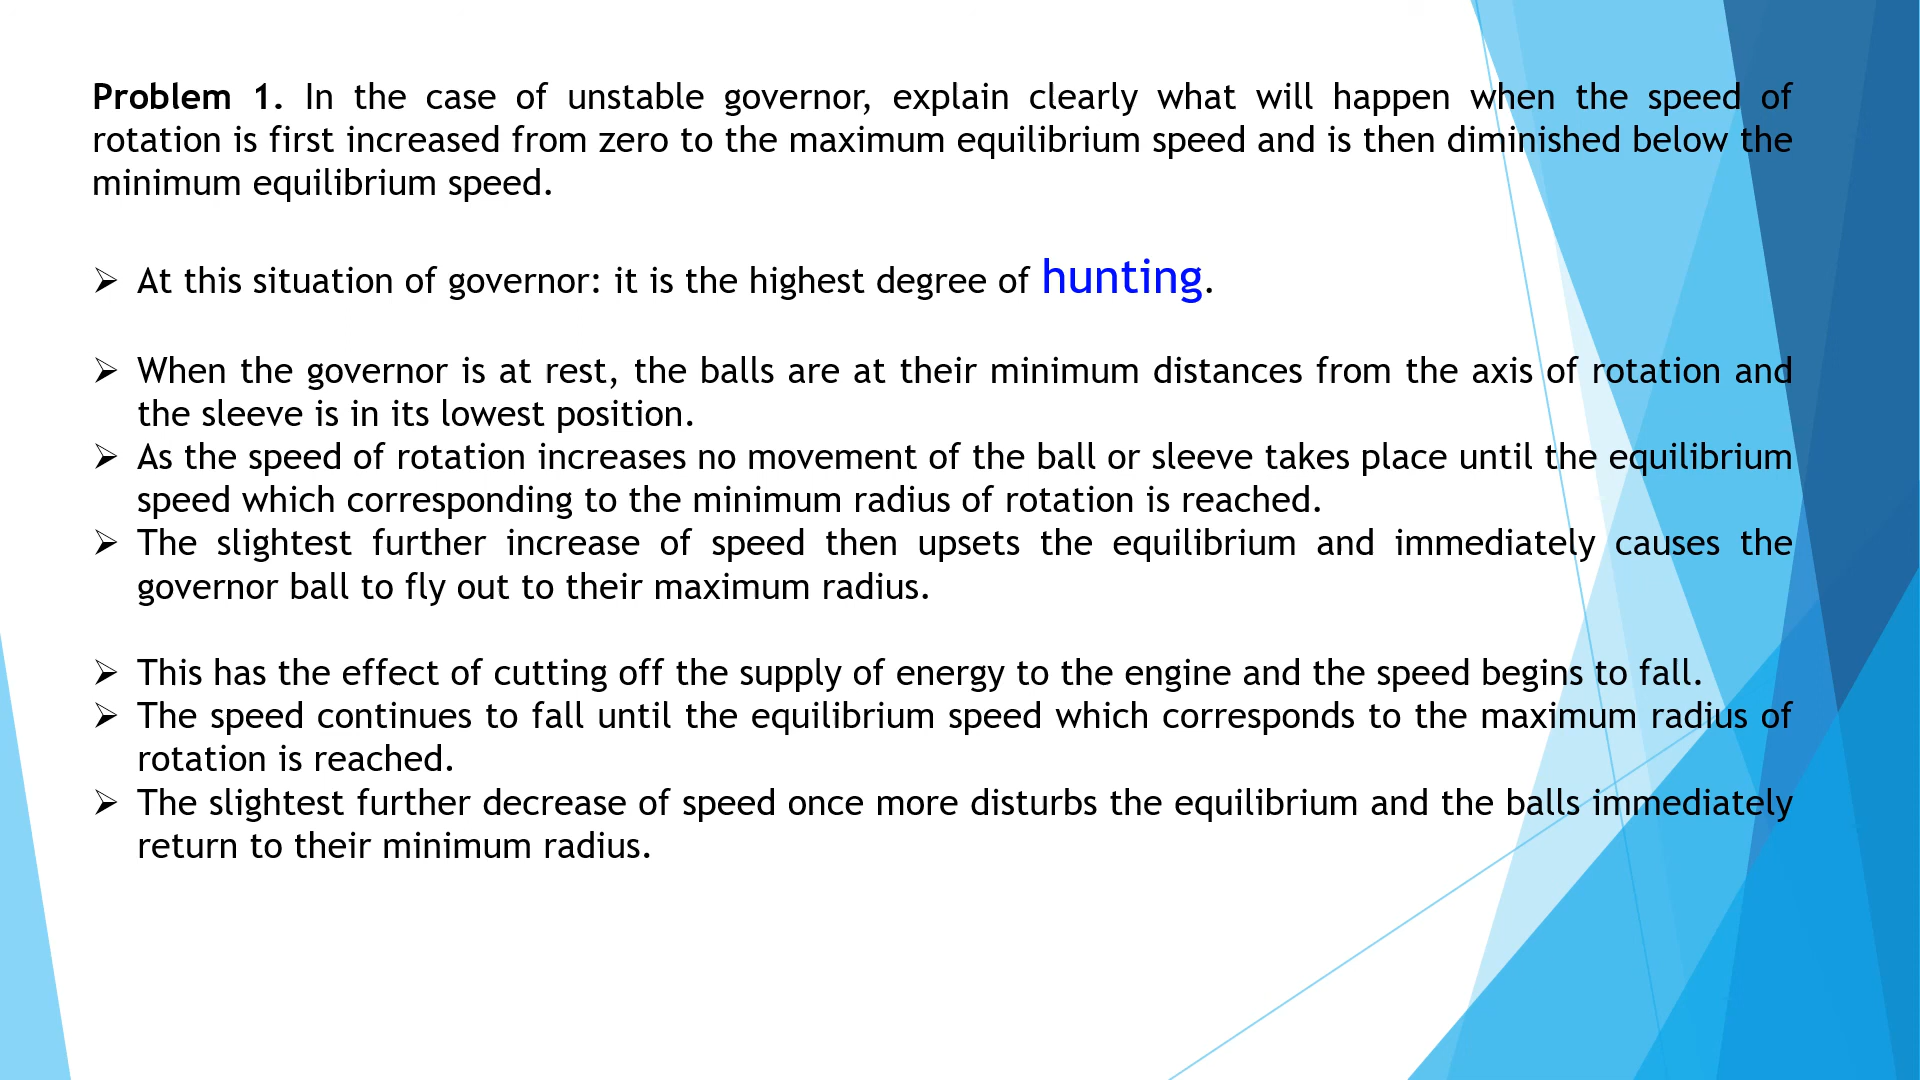 Problem 1. In the case of unstable governor, explain clearly what will happen when the speed of
rotation is first increased from zero to the maximum equilibrium speed and is then diminished below the
minimum equilibrium speed.
➢ At this situation of governor: it is the highest degree of hunting.
➢ When the governor is at rest, the balls are at their minimum distances from the axis of rotation and
the sleeve is in its lowest position.
➢ As the speed of rotation increases no movement of the ball or sleeve takes place until the equilibrium
speed which corresponding to the minimum radius of rotation is reached.
➢ The slightest further increase of speed then upsets the equilibrium and immediately causes the
governor ball to fly out to their maximum radius.
➢ This has the effect of cutting off the supply of energy to the engine and the speed begins to fall.
➢ The speed continues to fall until the equilibrium speed which corresponds to the maximum radius of
rotation is reached.
➢ The slightest further decrease of speed once more disturbs the equilibrium and the balls immediately
return to their minimum radius.